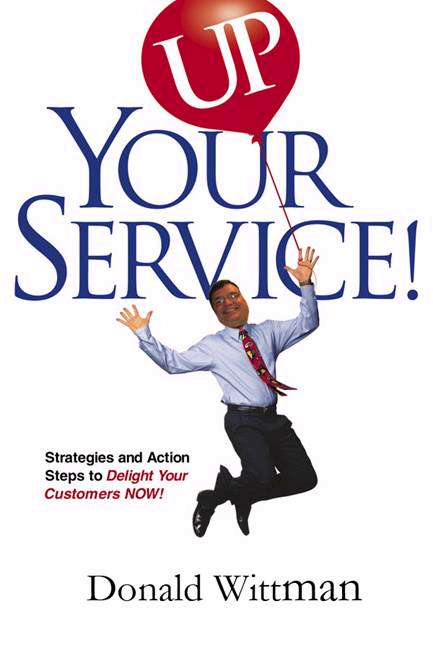 UP
YOUR
SERVICE!
Strategies and Action
Steps to Delight Your
Customers NOW!
Donald Wittman